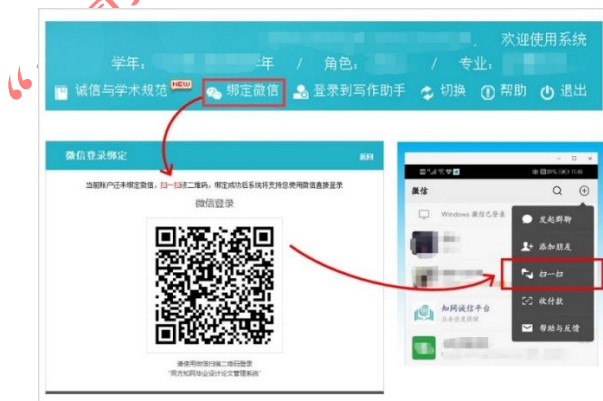 欢迎使用系统
学年： 年 / 角色： / 专业：
诚信与学术规范 NEW 绑定微信 登录到写作助手 切换 帮助 退出
微信登录绑定 返回
当前账户还未绑定微信，扫一扫该二维码，绑定成功后系统将支持您使用微信直接登录
微信登录
请使用微信扫描二维码登录
"同方知网毕业设计论文管理系统"
微信
Windows 微信已登录
发起群聊
添加朋友
扫一扫
知网诚信平台
收付款
帮助与反馈